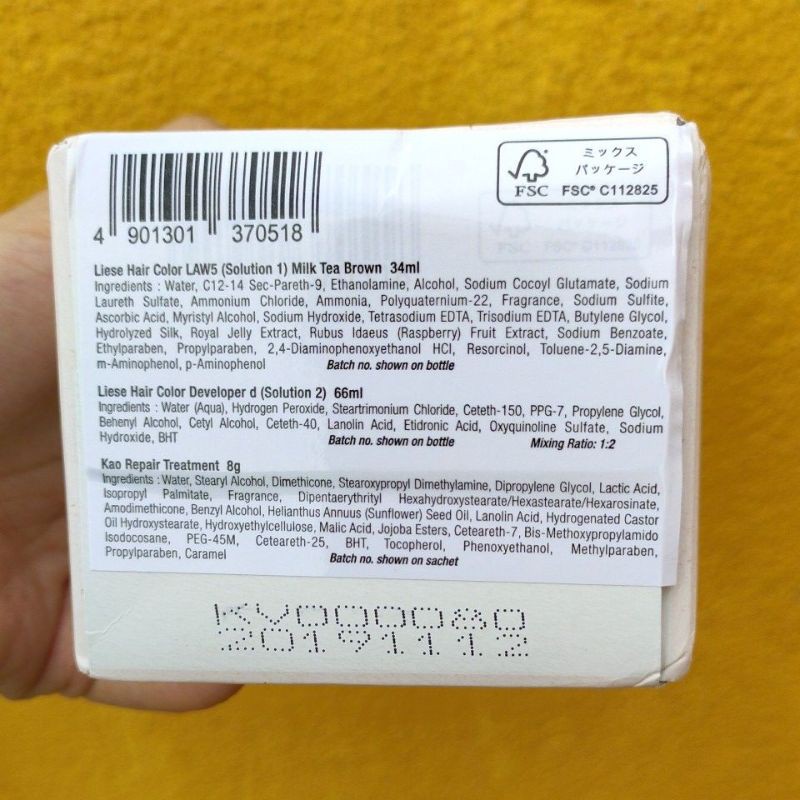 4 901301 370518
FSC
ミックス
パッケージ
FSC® C112825
Liese Hair Color LAW5 (Solution 1) Milk Tea Brown 34ml
Ingredients : Water, C12-14 Sec-Pareth-9, Ethanolamine, Alcohol, Sodium Cocoyl Glutamate, Sodium
Laureth Sulfate, Ammonium Chloride, Ammonia, Polyquaternium-22, Fragrance, Sodium Sulfite,
Ascorbic Acid, Myristyl Alcohol, Sodium Hydroxide, Tetrasodium EDTA, Trisodium EDTA, Butylene Glycol,
Hydrolyzed Silk, Royal Jelly Extract, Rubus Idaeus (Raspberry) Fruit Extract, Sodium Benzoate,
Ethylparaben, Propylparaben, 2,4-Diaminophenoxyethanol HCl, Resorcinol, Toluene-2,5-Diamine,
m-Aminophenol, p-Aminophenol Batch no. shown on bottle
Liese Hair Color Developer d (Solution 2) 66ml
Ingredients : Water (Aqua), Hydrogen Peroxide, Steartrimonium Chloride, Ceteth-150, PPG-7, Propylene Glycol,
Behenyl Alcohol, Cetyl Alcohol, Ceteth-40, Lanolin Acid, Etidronic Acid, Oxyquinoline Sulfate, Sodium
Hydroxide, BHT Batch no. shown on bottle Mixing Ratio: 1:2
Kao Repair Treatment 8g
Ingredients : Water, Stearyl Alcohol, Dimethicone, Stearoxypropyl Dimethylamine, Dipropylene Glycol, Lactic Acid,
Isopropyl Palmitate, Fragrance, Dipentaerythrityl Hexahydroxystearate/Hexastearate/Hexarosinate,
Amodimethicone, Benzyl Alcohol, Helianthus Annuus (Sunflower) Seed Oil, Lanolin Acid, Hydrogenated Castor
Oil Hydroxystearate, Hydroxyethylcellulose, Malic Acid, Jojoba Esters, Ceteareth-7, Bis-Methoxypropylamido
Isodocosane, PEG-45M, Ceteareth-25, BHT, Tocopherol, Phenoxyethanol, Methylparaben,
Propylparaben, Caramel Batch no. shown on sachet
KV0000080
20191112